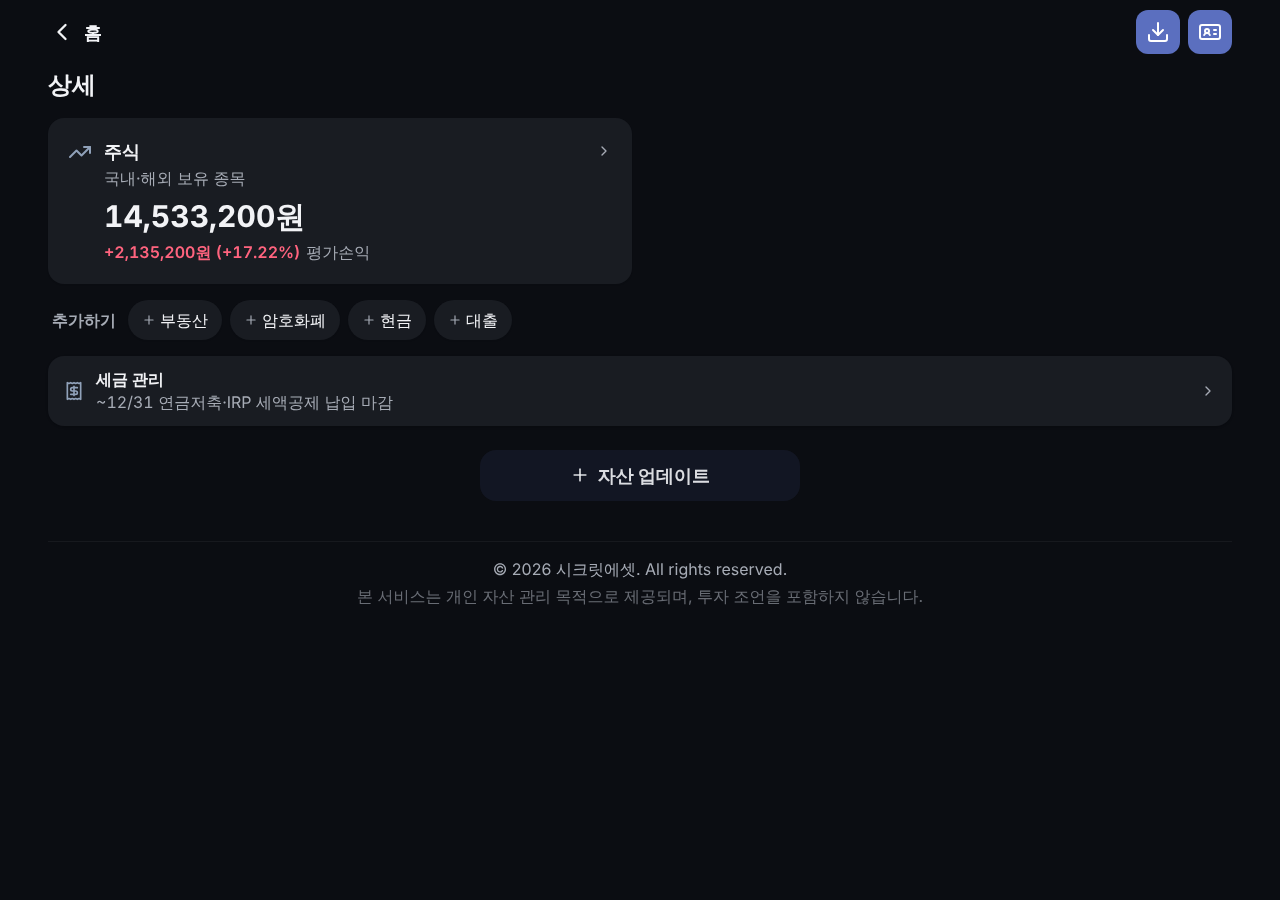 홈
상세
주식
국내·해외 보유 종목
14,533,200원
+2,135,200원 (+17.22%) 평가손익
추가하기 + 부동산 + 암호화폐 + 현금 + 대출
세금 관리
~12/31 연금저축·IRP 세액공제 납입 마감
+ 자산 업데이트
© 2026 시크릿에셋. All rights reserved.
본 서비스는 개인 자산 관리 목적으로 제공되며, 투자 조언을 포함하지 않습니다.